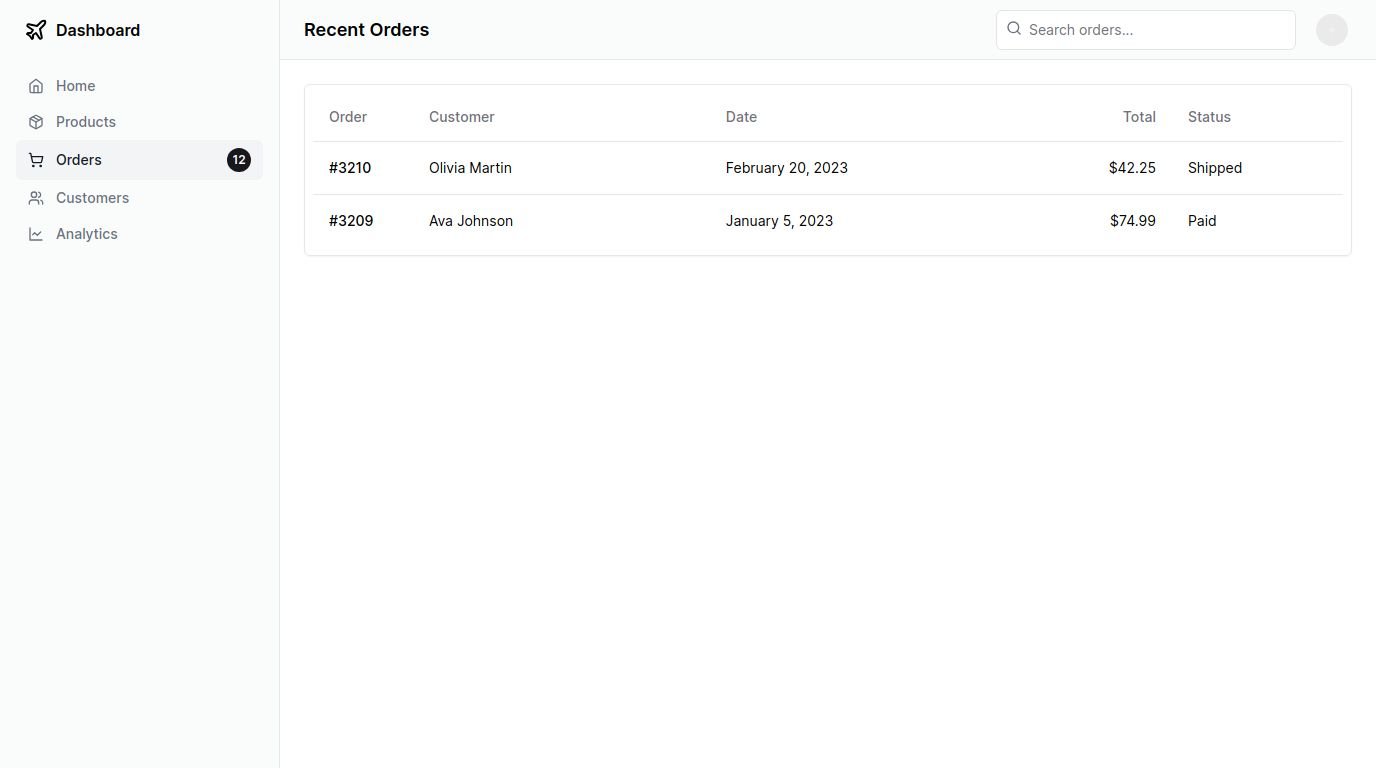 Dashboard
Home
Products
Orders 12
Customers
Analytics
Recent Orders
Search orders...
Order Customer Date Total Status
#3210 Olivia Martin February 20, 2023 $42.25 Shipped
#3209 Ava Johnson January 5, 2023 $74.99 Paid